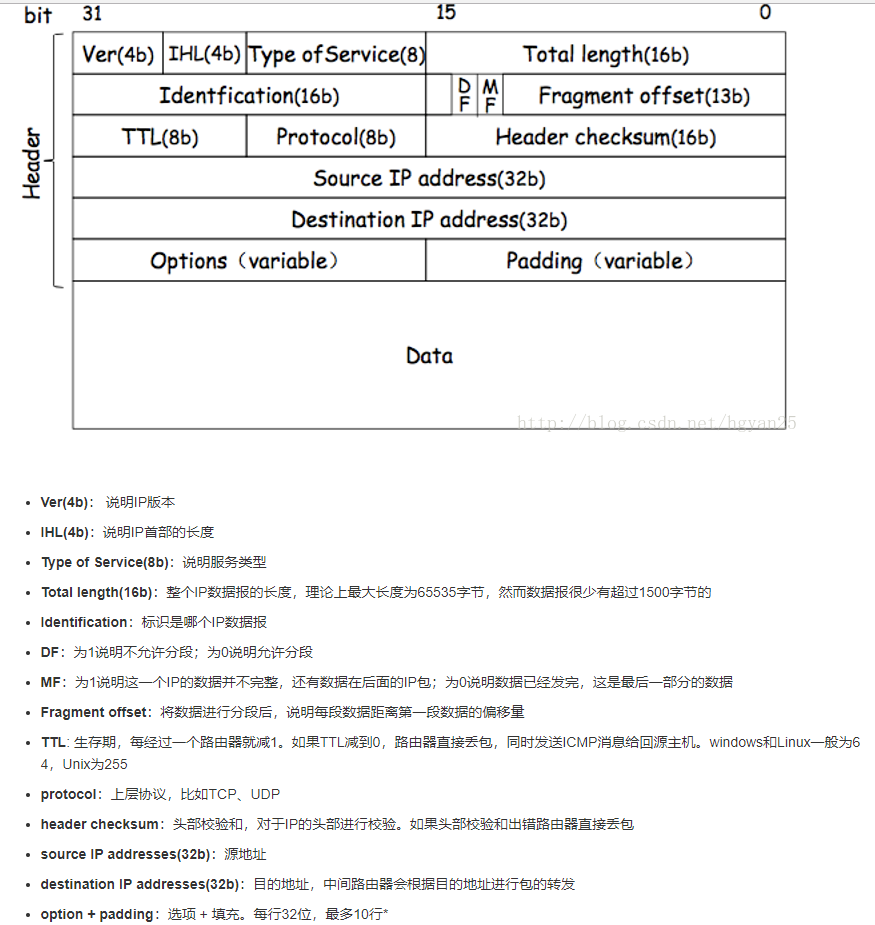 bit 31 15 0
Ver(4b) IHL(4b) Type ofService(8) Total length(16b)
Identfication(16b) DF MF Fragment offset(13b)
TTL(8b) Protocol(8b) Header checksum(16b)
Header
Source IP address(32b)
Destination IP address(32b)
Options（variable） Padding（variable）
Data
http://blog.csdn.net/hgyan25
Ver(4b)： 说明IP版本
IHL(4b)：说明IP首部的长度
Type of Service(8b)：说明服务类型
Total length(16b)：整个IP数据报的长度，理论上最大长度为65535字节，然而数据报很少有超过1500字节的
Identification：标识是哪个IP数据报
DF：为1说明不允许分段；为0说明允许分段
MF：为1说明这一个IP的数据并不完整，还有数据在后面的IP包；为0说明数据已经发完，这是最后一部分的数据
Fragment offset：将数据进行分段后，说明每段数据距离第一段数据的偏移量
TTL: 生存期，每经过一个路由器就减1。如果TTL减到0，路由器直接丢包，同时发送ICMP消息给回源主机。windows和Linux一般为6
4，Unix为255
protocol：上层协议，比如TCP、UDP
header checksum：头部校验和，对于IP的头部进行校验。如果头部校验和出错路由器直接丢包
source IP addresses(32b)：源地址
destination IP addresses(32b)：目的地址，中间路由器会根据目的地址进行包的转发
option + padding：选项 + 填充。每行32位，最多10行*